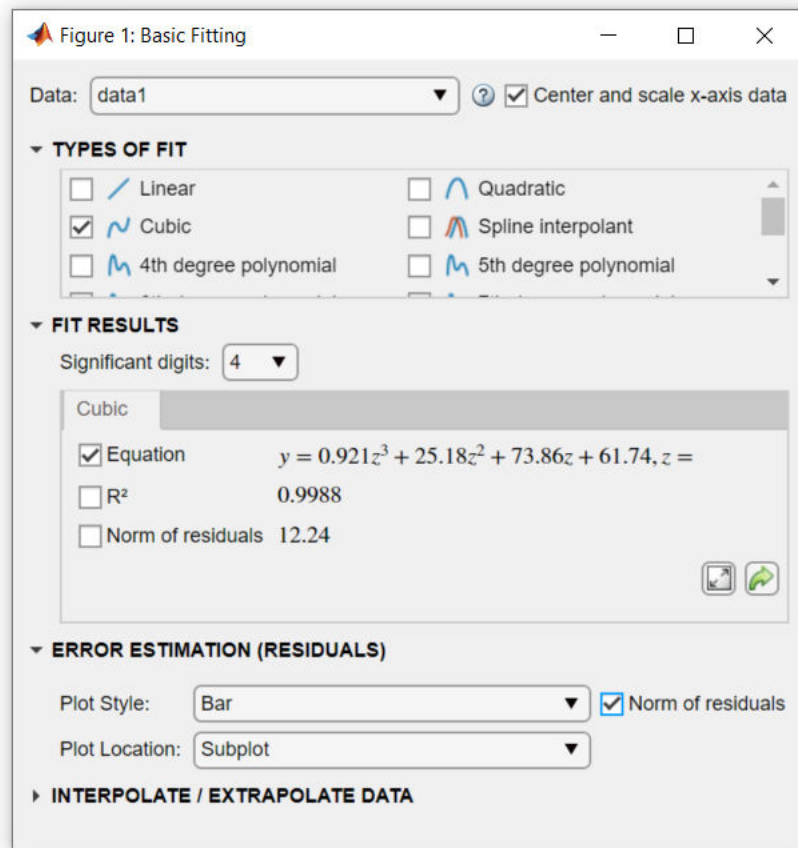 Figure 1: Basic Fitting
Data: data1 Center and scale x-axis data
TYPES OF FIT
Linear Quadratic
Cubic Spline interpolant
4th degree polynomial 5th degree polynomial
FIT RESULTS
Significant digits: 4
Cubic
Equation y = 0.921z³ + 25.18z² + 73.86z + 61.74, z =
R² 0.9988
Norm of residuals 12.24
ERROR ESTIMATION (RESIDUALS)
Plot Style: Bar Norm of residuals
Plot Location: Subplot
INTERPOLATE / EXTRAPOLATE DATA